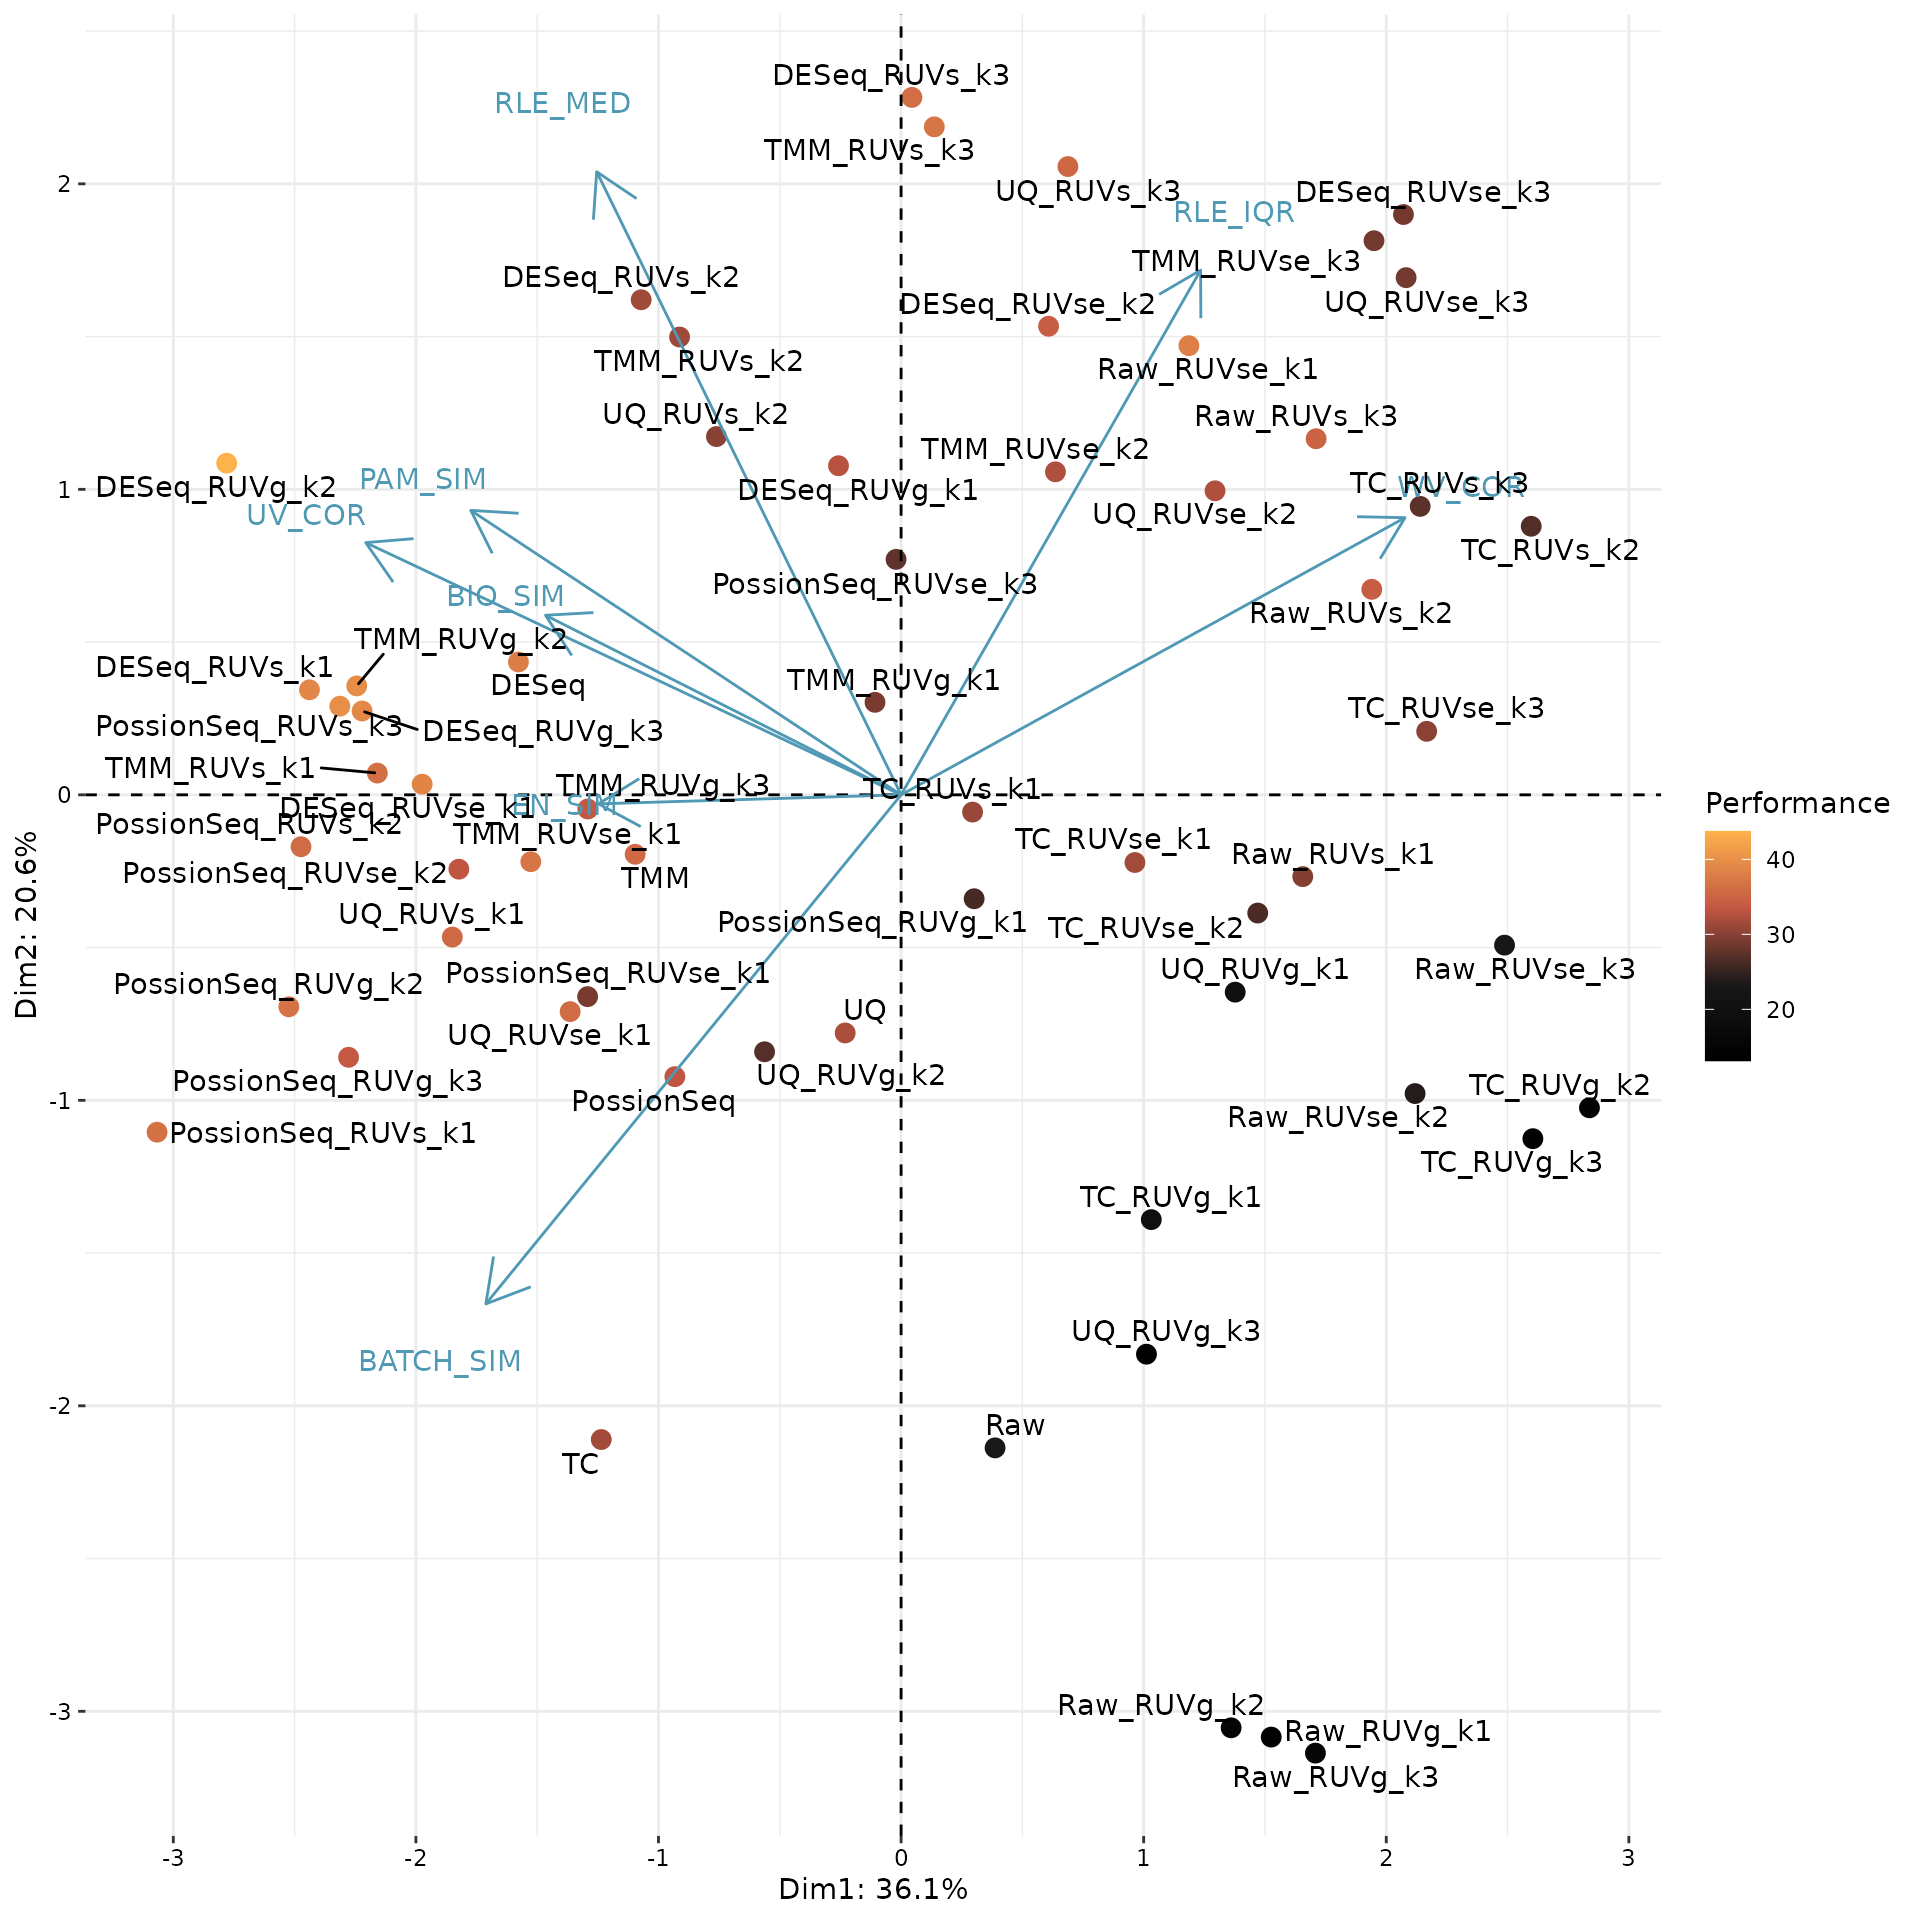 DESeq_RUVs_k3
RLE_MED
TMM_RUVs_k3
UQ_RUVs_k3
DESeq_RUVse_k3
RLE_IQR
TMM_RUVse_k3
DESeq_RUVs_k2
DESeq_RUVse_k2
UQ_RUVse_k3
TMM_RUVs_k2
Raw_RUVse_k1
UQ_RUVs_k2
Raw_RUVs_k3
TMM_RUVse_k2
PAM_SIM
DESeq_RUVg_k2
DESeq_RUVg_k1
TC_RUVs_k3
WV_COR
UV_COR
UQ_RUVse_k2
TC_RUVs_k2
PossionSeq_RUVse_k3
BIO_SIM
Raw_RUVs_k2
TMM_RUVg_k2
DESeq_RUVs_k1
DESeq
TMM_RUVg_k1
TC_RUVse_k3
PossionSeq_RUVs_k3
DESeq_RUVg_k3
TMM_RUVs_k1
TMM_RUVg_k3
TC_RUVs_k1
DESeq_RUVse_k1
EN_SIM
PossionSeq_RUVs_k2
TMM_RUVse_k1
TC_RUVse_k1
Raw_RUVs_k1
PossionSeq_RUVse_k2
TMM
UQ_RUVs_k1
PossionSeq_RUVg_k1
TC_RUVse_k2
PossionSeq_RUVse_k1
UQ_RUVg_k1
Raw_RUVse_k3
PossionSeq_RUVg_k2
UQ
UQ_RUVse_k1
PossionSeq_RUVg_k3
UQ_RUVg_k2
PossionSeq
TC_RUVg_k2
Raw_RUVse_k2
PossionSeq_RUVs_k1
TC_RUVg_k3
TC_RUVg_k1
UQ_RUVg_k3
BATCH_SIM
Raw
TC
Raw_RUVg_k2
Raw_RUVg_k1
Raw_RUVg_k3
2
1
0
-1
-2
-3
Dim2: 20.6%
-3
-2
-1
0
1
2
3
Dim1: 36.1%
Performance
40
30
20